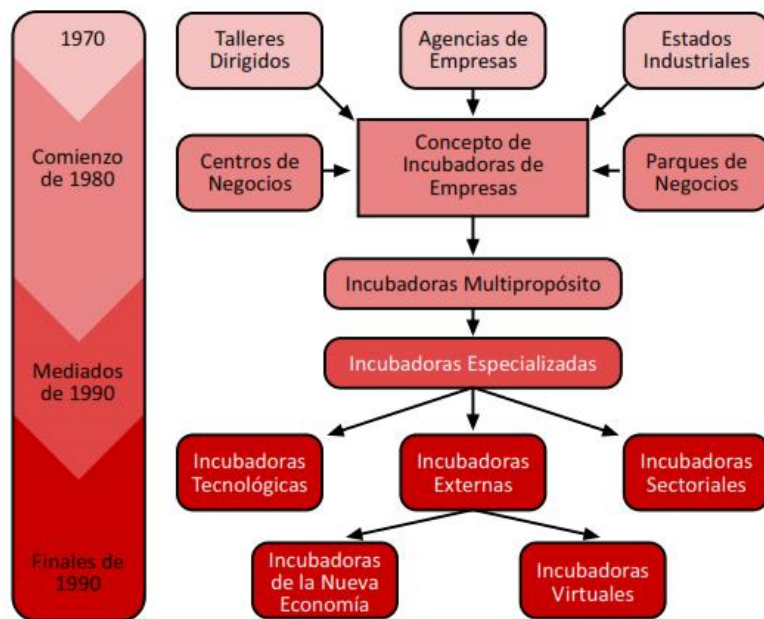 1970
Comienzo
de 1980
Mediados
de 1990
Finales de
1990
Talleres
Dirigidos
Agencias de
Empresas
Estados
Industriales
Centros de
Negocios
Concepto de
Incubadoras de
Empresas
Parques de
Negocios
Incubadoras Multipropósito
Incubadoras Especializadas
Incubadoras
Tecnológicas
Incubadoras
Externas
Incubadoras
Sectoriales
Incubadoras
de la Nueva
Economía
Incubadoras
Virtuales